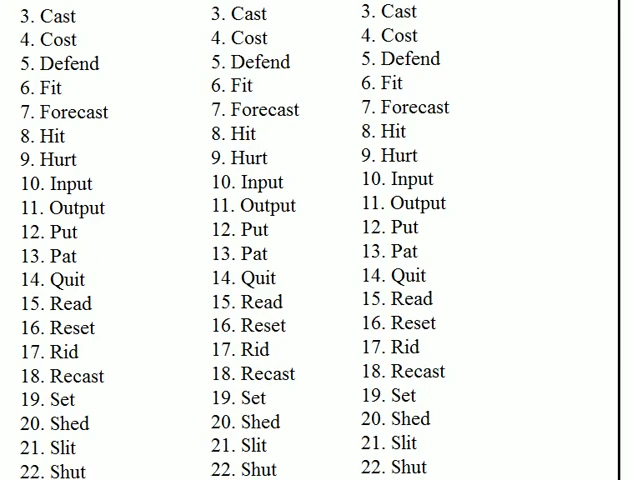 3. Cast 3. Cast 3. Cast
4. Cost 4. Cost 4. Cost
5. Defend 5. Defend 5. Defend
6. Fit 6. Fit 6. Fit
7. Forecast 7. Forecast 7. Forecast
8. Hit 8. Hit 8. Hit
9. Hurt 9. Hurt 9. Hurt
10. Input 10. Input 10. Input
11. Output 11. Output 11. Output
12. Put 12. Put 12. Put
13. Pat 13. Pat 13. Pat
14. Quit 14. Quit 14. Quit
15. Read 15. Read 15. Read
16. Reset 16. Reset 16. Reset
17. Rid 17. Rid 17. Rid
18. Recast 18. Recast 18. Recast
19. Set 19. Set 19. Set
20. Shed 20. Shed 20. Shed
21. Slit 21. Slit 21. Slit
22. Shut 22. Shut 22. Shut